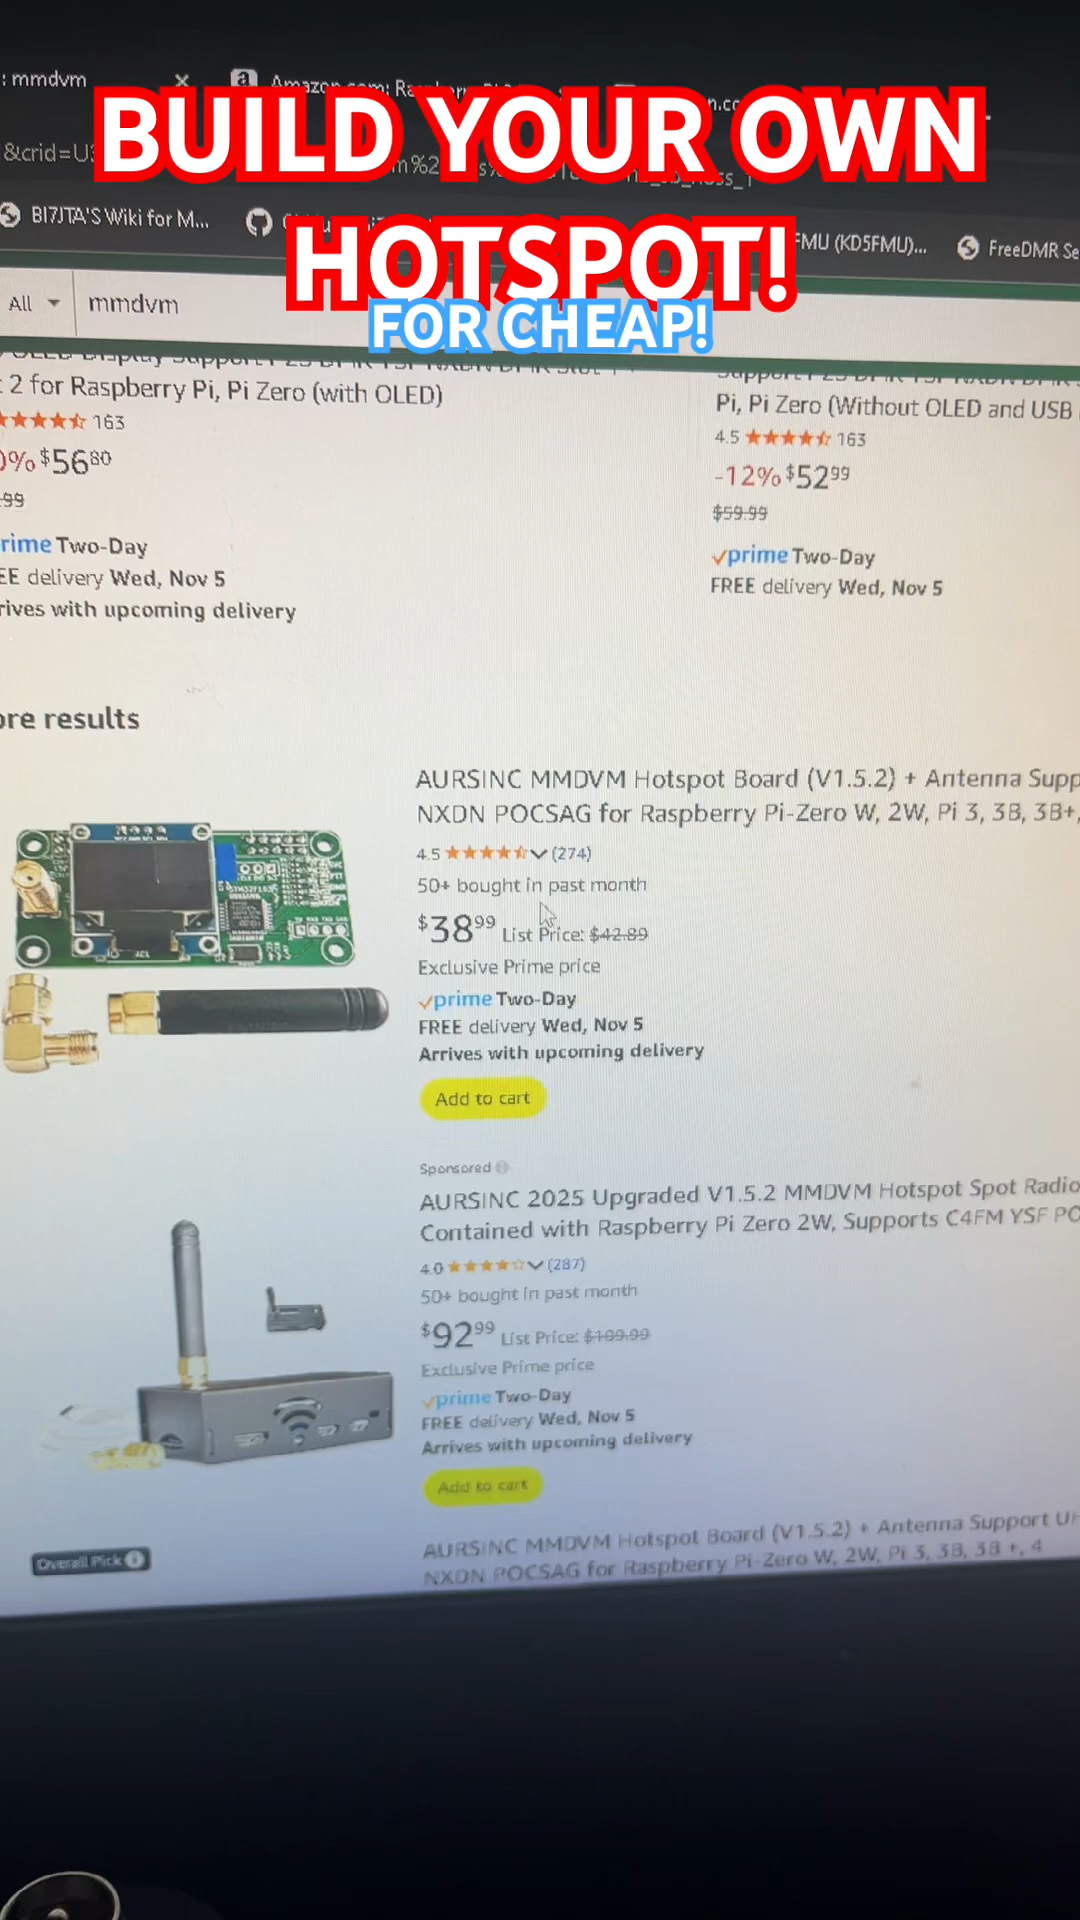 : mmdvm
Amazon.com: Raspberry
BUILD YOUR OWN
HOTSPOT!
FOR CHEAP!
&crid=U
BI7JTA'S Wiki for M...
FMU (KD5FMU)...
FreeDMR Se
All
mmdvm
2 for Raspberry Pi, Pi Zero (with OLED)
163
0% $56 80
.99
rime Two-Day
EE delivery Wed, Nov 5
rives with upcoming delivery
Pi, Pi Zero (Without OLED and USB
4.5 163
-12% $52 99
$59.99
prime Two-Day
FREE delivery Wed, Nov 5
ore results
AURSINC MMDVM Hotspot Board (V1.5.2) + Antenna Supp
NXDN POCSAG for Raspberry Pi-Zero W, 2W, Pi 3, 3B, 3B+,
4.5 (274)
50+ bought in past month
$38 99 List Price: $42.89
Exclusive Prime price
prime Two-Day
FREE delivery Wed, Nov 5
Arrives with upcoming delivery
Add to cart
Sponsored
AURSINC 2025 Upgraded V1.5.2 MMDVM Hotspot Spot Radio
Contained with Raspberry Pi Zero 2W, Supports C4FM YSF PO
4.0 (287)
50+ bought in past month
$92 99 List Price: $109.99
Exclusive Prime price
prime Two-Day
FREE delivery Wed, Nov 5
Arrives with upcoming delivery
Add to cart
Overall Pick
AURSINC MMDVM Hotspot Board (V1.5.2) + Antenna Support UH
NXDN POCSAG for Raspberry Pi-Zero W, 2W, Pi 3, 3B, 3B +, 4